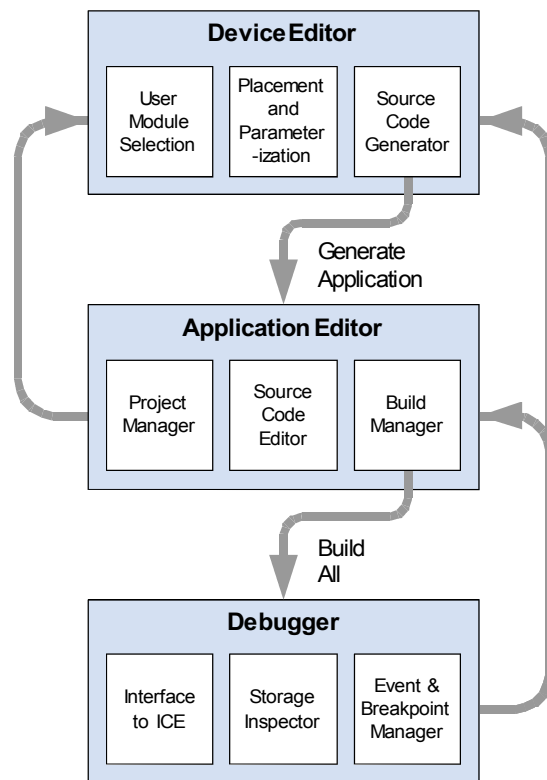 Device Editor
User
Module
Selection
Placement
and
Parameter
-ization
Source
Code
Generator
Generate
Application
Application Editor
Project
Manager
Source
Code
Editor
Build
Manager
Build
All
Debugger
Interface
to ICE
Storage
Inspector
Event &
Breakpoint
Manager